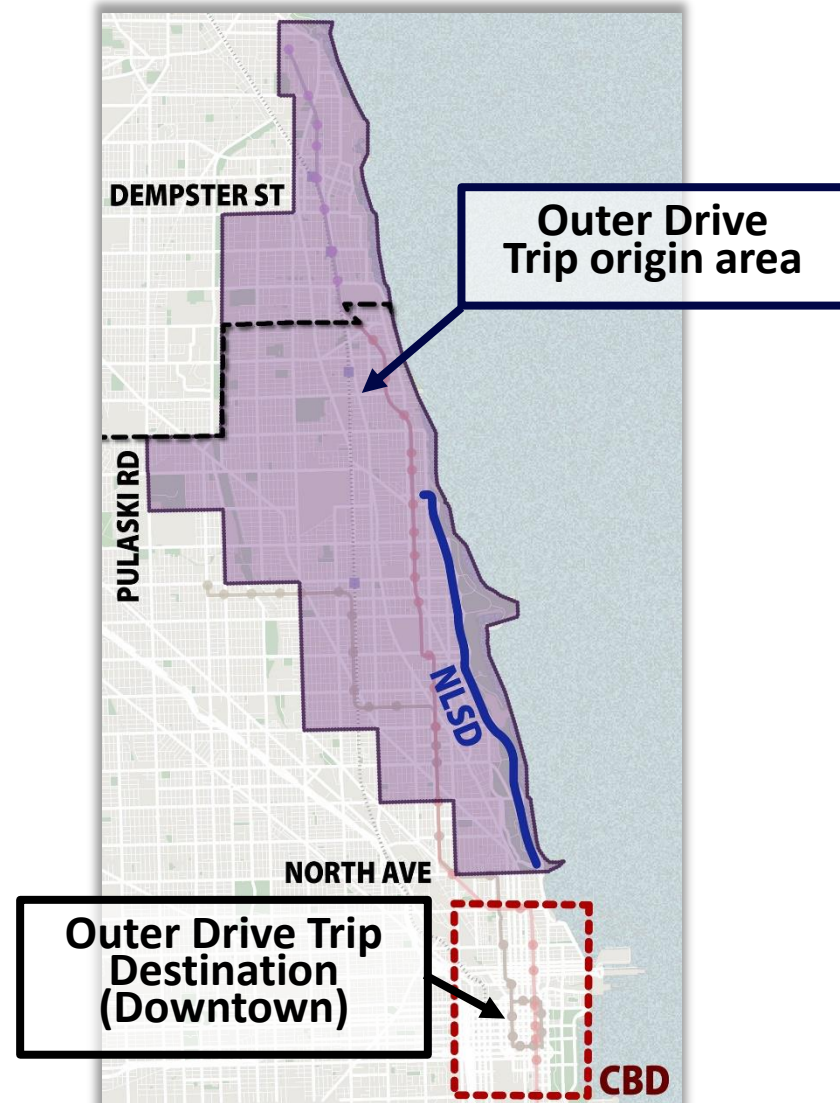 DEMPSTER ST
Outer Drive
Trip origin area
PULASKI RD
NLSD
NORTH AVE
Outer Drive Trip
Destination
(Downtown)
CBD